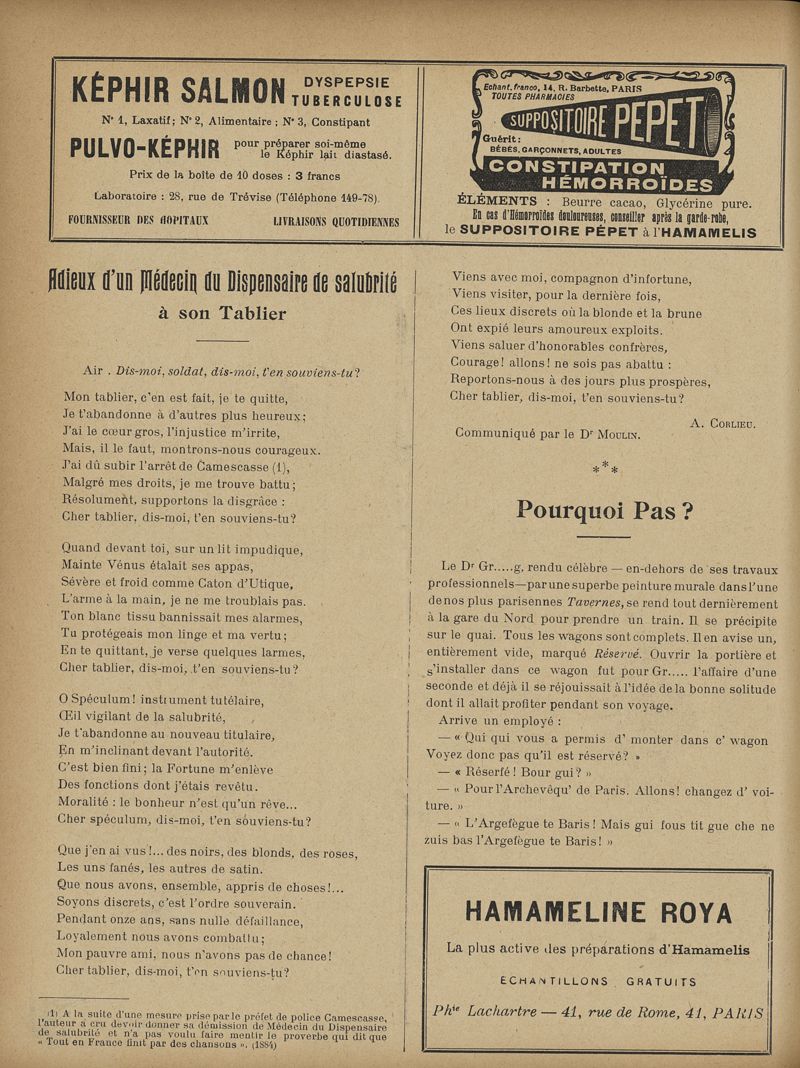 KÉPHIR SALMON DYSPEPSIE
TUBERCULOSE
N° 1, Laxatif; N° 2, Alimentaire; N° 3, Constipant
PULVO-KÉPHIR pour préparer soi-même
le Képhir lait diastasé.
Prix de la boîte de 10 doses : 3 francs
Laboratoire : 28, rue de Trévise (Téléphone 149-78).
FOURNISSEUR DES HOPITAUX LIVRAISONS QUOTIDIENNES
Echant. franco, 14, R. Barbette, PARIS
TOUTES PHARMACIES
SUPPOSITOIRE PÉPET
Guérit:
BÉBÉS, GARÇONNETS, ADULTES
CONSTIPATION
HÉMORROÏDES
ÉLÉMENTS : Beurre cacao, Glycérine pure.
En cas d'Hémorroïdes douloureuses, conseiller après la garde-robe,
le SUPPOSITOIRE PÉPET à l'HAMAMELIS
Adieux d'un Médecin du Dispensaire de salubrité
à son Tablier
Air . Dis-moi, soldat, dis-moi, t'en souviens-tu?
Mon tablier, c'en est fait, je te quitte,
Je t'abandonne à d'autres plus heureux;
J'ai le cœur gros, l'injustice m'irrite,
Mais, il le faut, montrons-nous courageux.
J'ai dû subir l'arrêt de Camescasse (1),
Malgré mes droits, je me trouve battu;
Résolument, supportons la disgrâce :
Cher tablier, dis-moi, t'en souviens-tu?
Quand devant toi, sur un lit impudique,
Mainte Vénus étalait ses appas,
Sévère et froid comme Caton d'Utique,
L'arme à la main, je ne me troublais pas.
Ton blanc tissu bannissait mes alarmes,
Tu protégeais mon linge et ma vertu;
En te quittant, je verse quelques larmes,
Cher tablier, dis-moi, t'en souviens-tu?
O Spéculum! instrument tutélaire,
Œil vigilant de la salubrité,
Je t'abandonne au nouveau titulaire,
En m'inclinant devant l'autorité.
C'est bien fini; la Fortune m'enlève
Des fonctions dont j'étais revêtu.
Moralité : le bonheur n'est qu'un rêve...
Cher spéculum, dis-moi, t'en souviens-tu?
Que j'en ai vus!... des noirs, des blonds, des roses,
Les uns fanés, les autres de satin.
Que nous avons, ensemble, appris de choses!...
Soyons discrets, c'est l'ordre souverain.
Pendant onze ans, sans nulle défaillance,
Loyalement nous avons combattu;
Mon pauvre ami, nous n'avons pas de chance!
Cher tablier, dis-moi, t'en souviens-tu?
(1) A la suite d'une mesure prise par le préfet de police Camescasse,
l'auteur a cru devoir donner sa démission de Médecin du Dispensaire
de salubrité et n'a pas voulu faire mentir le proverbe qui dit que
« Tout en France finit par des chansons ». (1884)
Viens avec moi, compagnon d'infortune,
Viens visiter, pour la dernière fois,
Ces lieux discrets où la blonde et la brune
Ont expié leurs amoureux exploits.
Viens saluer d'honorables confrères,
Courage! allons! ne sois pas abattu :
Reportons-nous à des jours plus prospères,
Cher tablier, dis-moi, t'en souviens-tu?
A. Corlieu.
Communiqué par le Dr Moulin.
***
Pourquoi Pas ?
Le Dr Gr.....g, rendu célèbre — en-dehors de ses travaux
professionnels — par une superbe peinture murale dans l'une
de nos plus parisennes Tavernes, se rend tout dernièrement
à la gare du Nord pour prendre un train. Il se précipite
sur le quai. Tous les wagons sont complets. Il en avise un,
entièrement vide, marqué Réservé. Ouvrir la portière et
s'installer dans ce wagon fut pour Gr..... l'affaire d'une
seconde et déjà il se réjouissait à l'idée de la bonne solitude
dont il allait profiter pendant son voyage.
Arrive un employé :
— « Qui qui vous a permis d' monter dans c' wagon
Voyez donc pas qu'il est réservé? »
— « Réserfé! Bour gui? »
— « Pour l'Archevêqu' de Paris. Allons! changez d' voi-
ture. »
— « L'Argefègue te Baris! Mais gui fous tit gue che ne
zuis bas l'Argefègue te Baris! »
HAMAMELINE ROYA
La plus active des préparations d'Hamamelis
ECHANTILLONS GRATUITS
Phie Lachartre — 41, rue de Rome, 41, PARIS